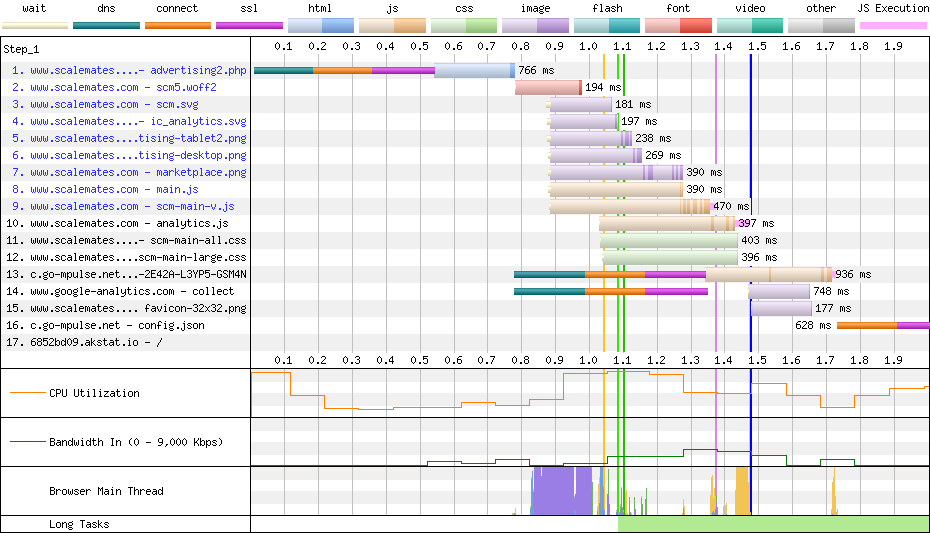 wait dns connect ssl html js css image flash font video other JS Execution
Step_1
0.1 0.2 0.3 0.4 0.5 0.6 0.7 0.8 0.9 1.0 1.1 1.2 1.3 1.4 1.5 1.6 1.7 1.8 1.9
1. www.scalemates....- advertising2.php 766 ms
2. www.scalemates.com - scm5.woff2 194 ms
3. www.scalemates.com - scm.svg 181 ms
4. www.scalemates....- ic_analytics.svg 197 ms
5. www.scalemates....tising-tablet2.png 238 ms
6. www.scalemates....tising-desktop.png 269 ms
7. www.scalemates.com - marketplace.png 390 ms
8. www.scalemates.com - main.js 390 ms
9. www.scalemates.com - scm-main-v.js 470 ms
10. www.scalemates.com - analytics.js 397 ms
11. www.scalemates....- scm-main-all.css 403 ms
12. www.scalemates....scm-main-large.css 396 ms
13. c.go-mpulse.net...-2E42A-L3YP5-GSM4N 936 ms
14. www.google-analytics.com - collect 748 ms
15. www.scalemates.... favicon-32x32.png 177 ms
16. c.go-mpulse.net - config.json 628 ms
17. 6852bd09.akstat.io - /
0.1 0.2 0.3 0.4 0.5 0.6 0.7 0.8 0.9 1.0 1.1 1.2 1.3 1.4 1.5 1.6 1.7 1.8 1.9
CPU Utilization
Bandwidth In (0 - 9,000 Kbps)
Browser Main Thread
Long Tasks